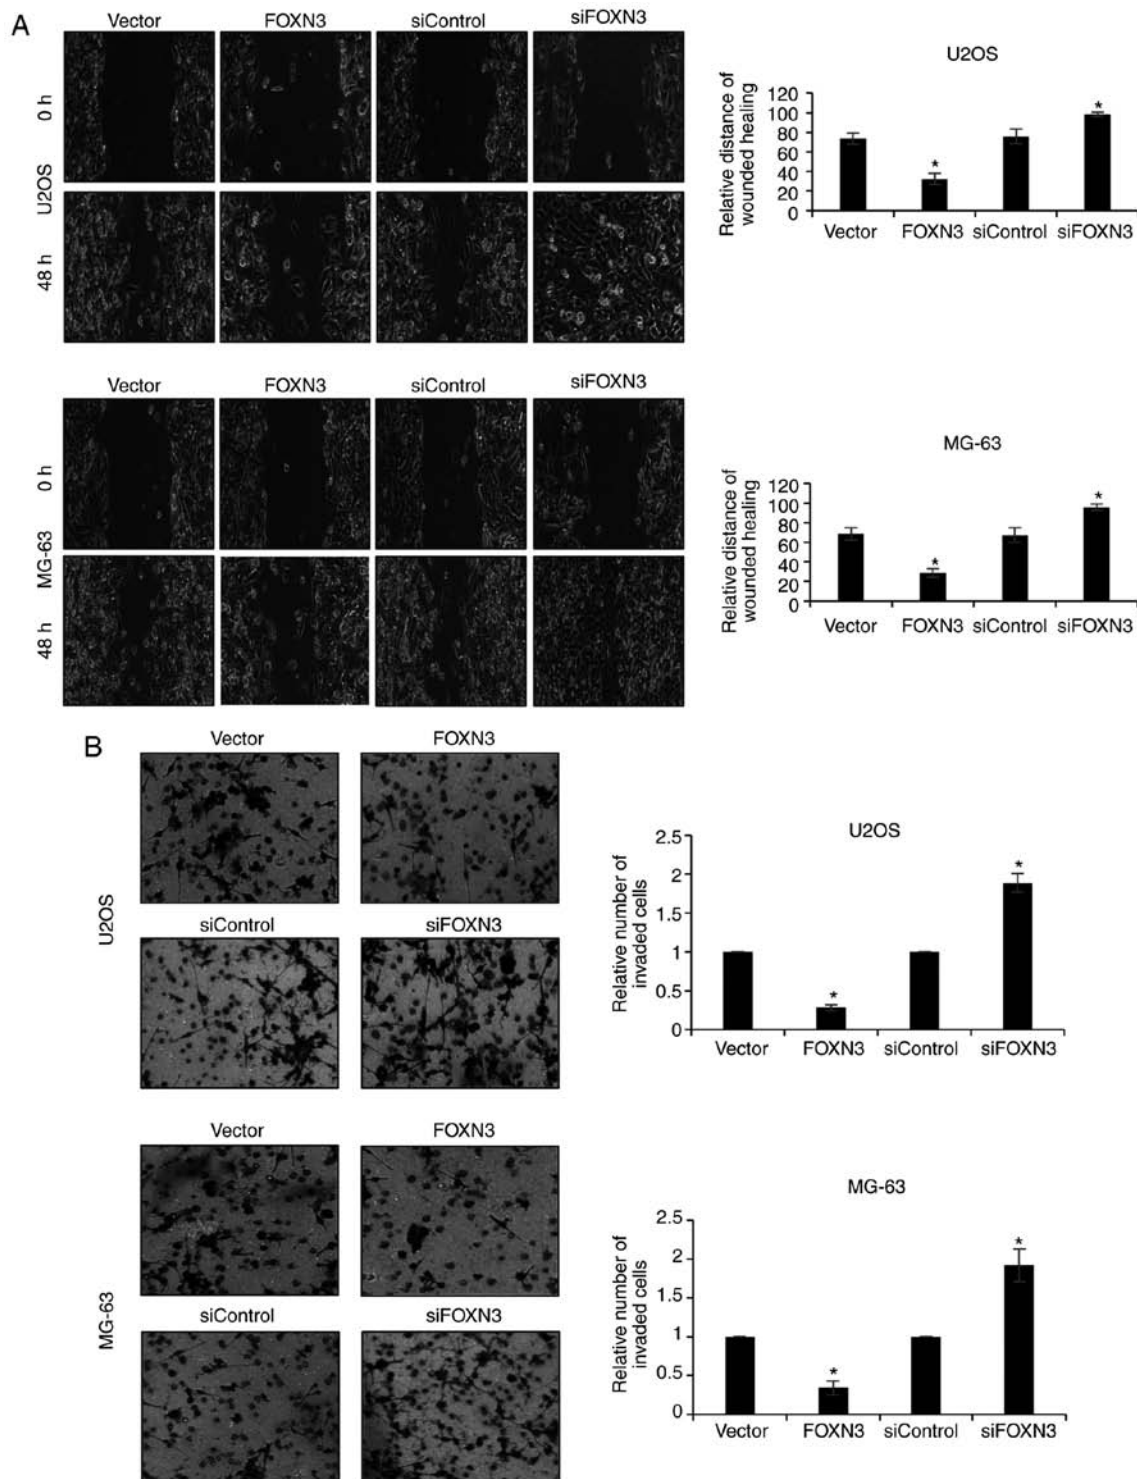 A
Vector FOXN3 siControl siFOXN3
0 h
U2OS
48 h
U2OS
Relative distance of
wounded healing
120
100
80
60
40
20
0
* *
Vector FOXN3 siControl siFOXN3
Vector FOXN3 siControl siFOXN3
0 h
MG-63
48 h
MG-63
Relative distance of
wounded healing
120
100
80
60
40
20
0
* *
Vector FOXN3 siControl siFOXN3
B
Vector FOXN3
U2OS
siControl siFOXN3
U2OS
Relative number of
invaded cells
2.5
2
1.5
1
0.5
0
* *
Vector FOXN3 siControl siFOXN3
Vector FOXN3
MG-63
siControl siFOXN3
MG-63
Relative number of
invaded cells
2.5
2
1.5
1
0.5
0
* *
Vector FOXN3 siControl siFOXN3